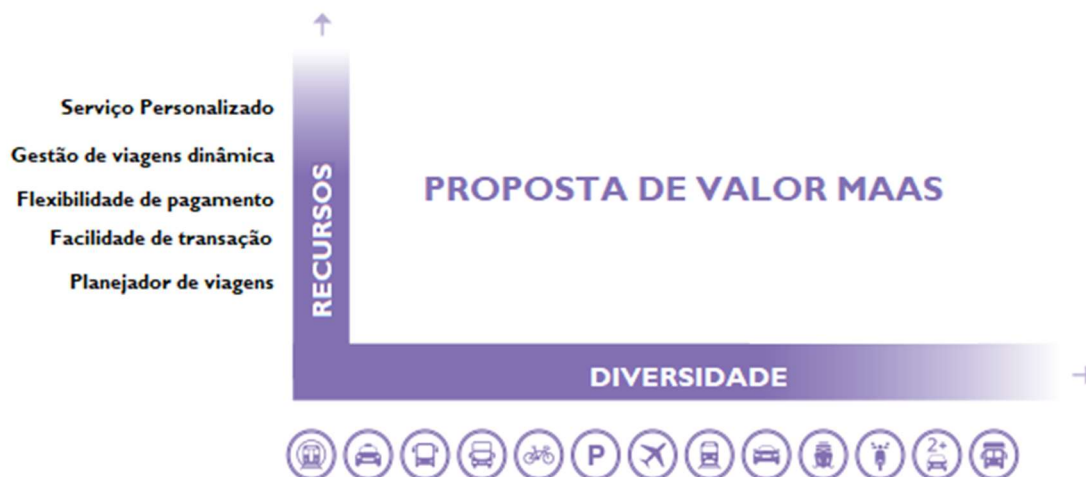 Serviço Personalizado
Gestão de viagens dinâmica
Flexibilidade de pagamento
Facilidade de transação
Planejador de viagens
RECURSOS
PROPOSTA DE VALOR MAAS
DIVERSIDADE
P
2+